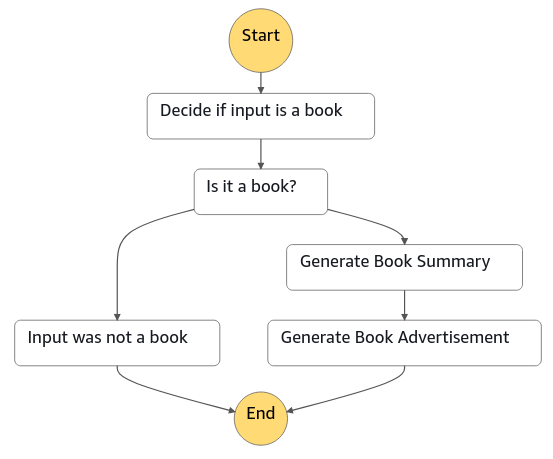 Start
Decide if input is a book
Is it a book?
Generate Book Summary
Input was not a book
Generate Book Advertisement
End